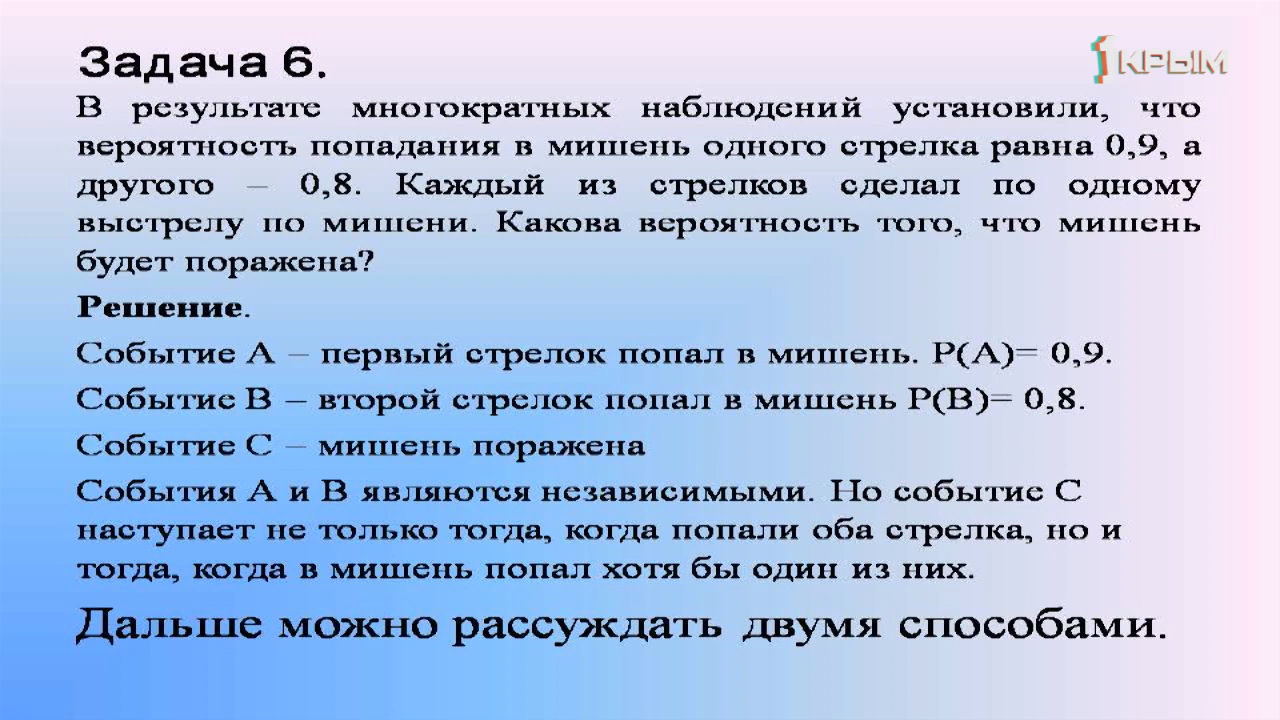 Задача 6.
1 КРЫМ
В результате многократных наблюдений установили, что
вероятность попадания в мишень одного стрелка равна 0,9, а
другого – 0,8. Каждый из стрелков сделал по одному
выстрелу по мишени. Какова вероятность того, что мишень
будет поражена?
Решение.
Событие А – первый стрелок попал в мишень. Р(А)= 0,9.
Событие В – второй стрелок попал в мишень Р(В)= 0,8.
Событие С – мишень поражена
События А и В являются независимыми. Но событие С
наступает не только тогда, когда попали оба стрелка, но и
тогда, когда в мишень попал хотя бы один из них.
Дальше можно рассуждать двумя способами.